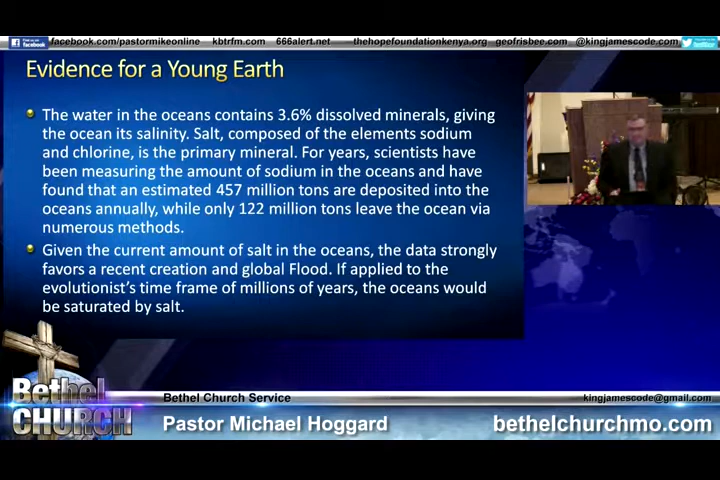 facebook.com/pastormikeonline kbtrfm.com 666alert.net thehopefoundationkenya.org geofrisbee.com @kingjamescode.com
Evidence for a Young Earth
The water in the oceans contains 3.6% dissolved minerals, giving
the ocean its salinity. Salt, composed of the elements sodium
and chlorine, is the primary mineral. For years, scientists have
been measuring the amount of sodium in the oceans and have
found that an estimated 457 million tons are deposited into the
oceans annually, while only 122 million tons leave the ocean via
numerous methods.
Given the current amount of salt in the oceans, the data strongly
favors a recent creation and global Flood. If applied to the
evolutionist's time frame of millions of years, the oceans would
be saturated by salt.
Bethel
CHURCH
Bethel Church Service
kingjamescode@gmail.com
Pastor Michael Hoggard
bethelchurchmo.com